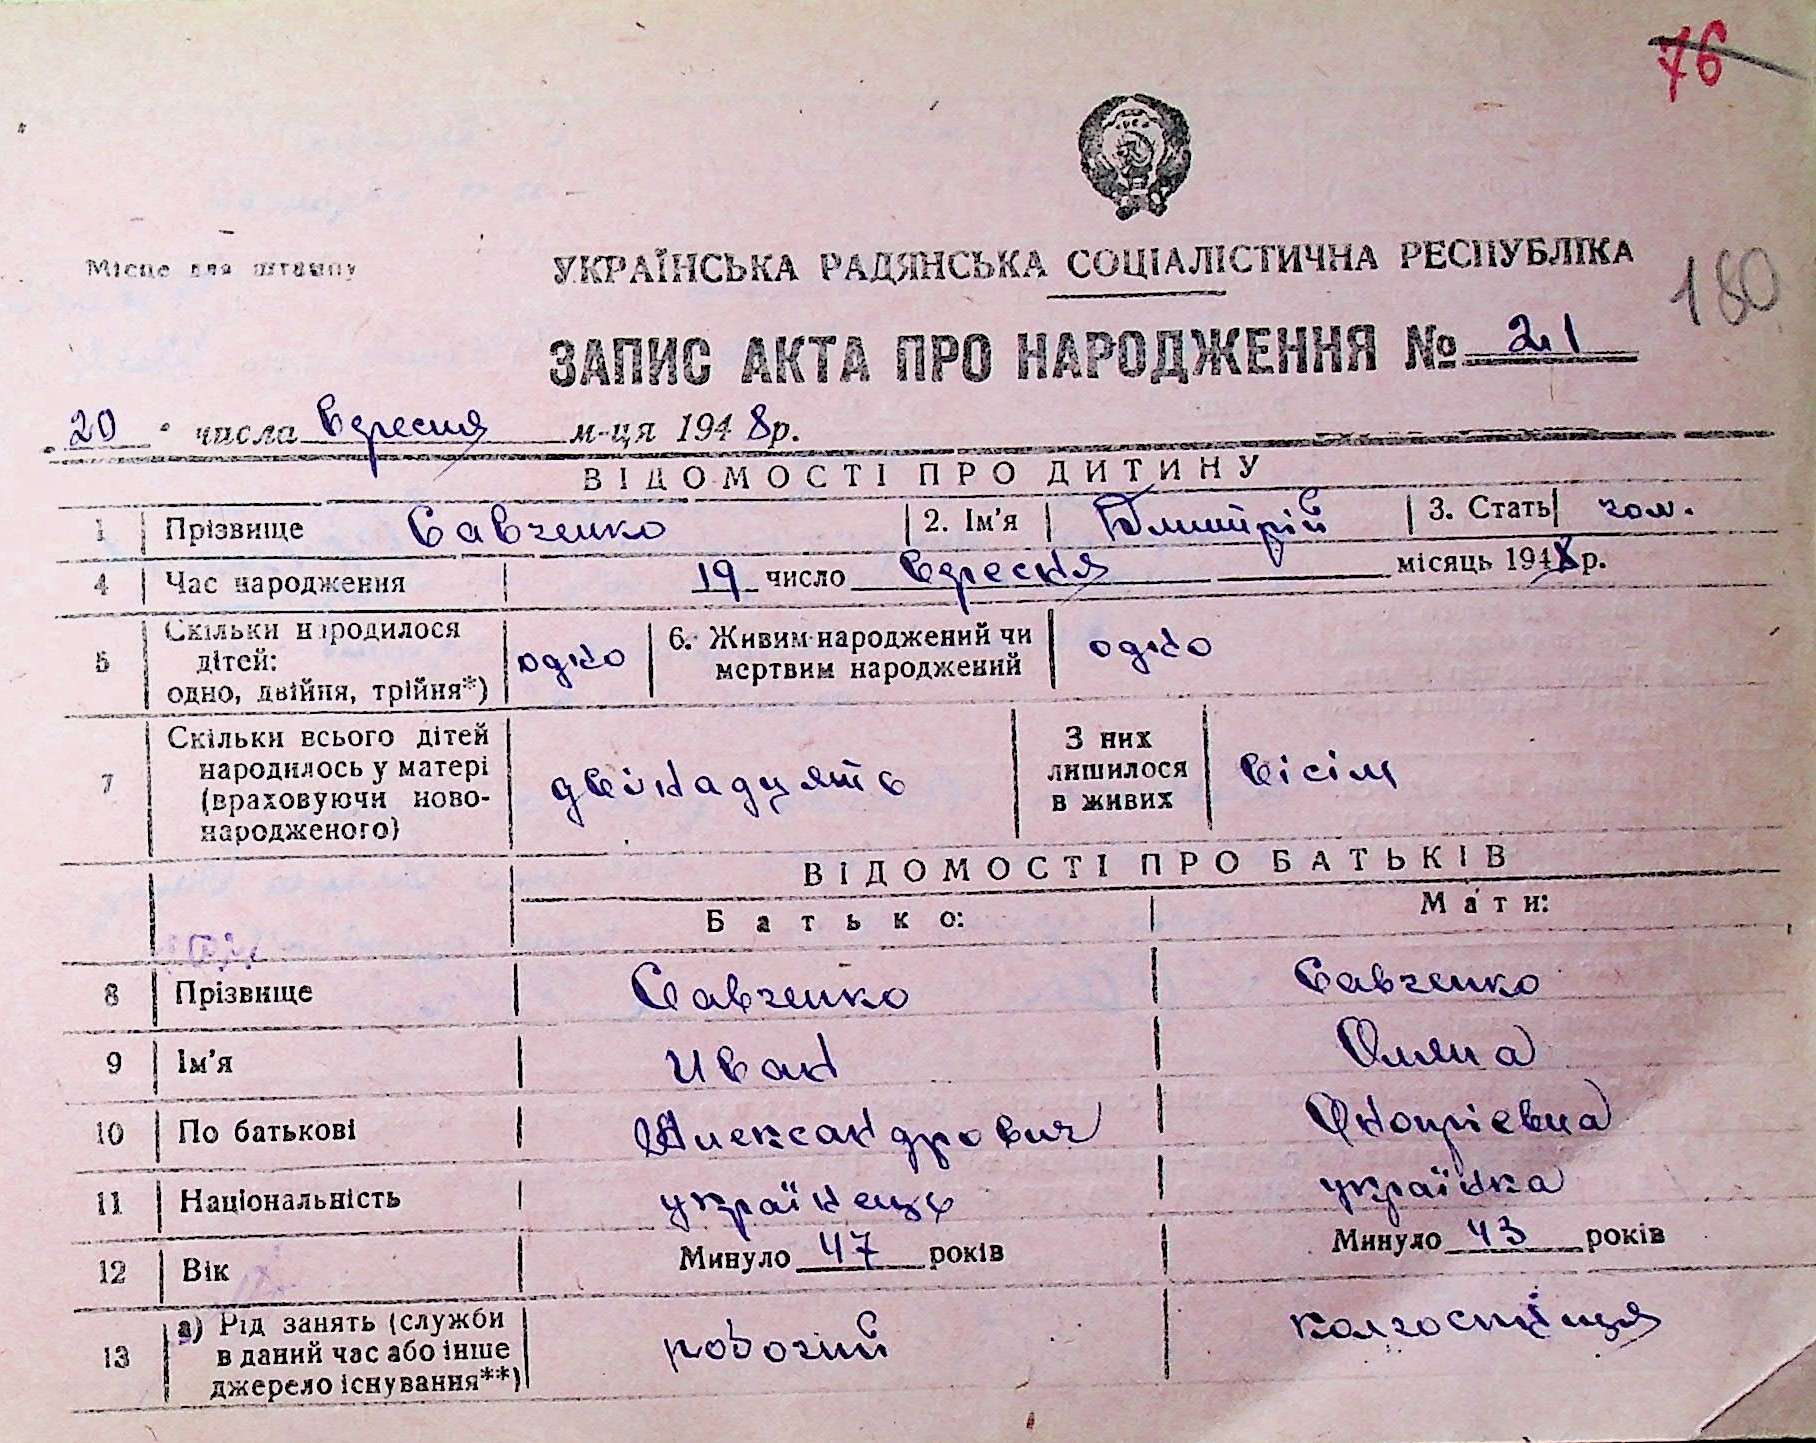 76
Місце для штампу
УКРАЇНСЬКА РАДЯНСЬКА СОЦІАЛІСТИЧНА РЕСПУБЛІКА
180
ЗАПИС АКТА ПРО НАРОДЖЕННЯ № 21
20 числа вересня м-ця 1948 р.
ВІДОМОСТІ ПРО ДИТИНУ
1 Прізвище Савченко 2. Ім'я Дмитрій 3. Стать чол.
4 Час народження 19 число вересня місяць 1948 р.
5 Скільки народилося дітей: одно, двійня, трійня*) одно 6. Живим народжений чи мертвим народжений одно
7 Скільки всього дітей народилось у матері (враховуючи ново-народженого) двінадцять З них лишилося в живих вісім
ВІДОМОСТІ ПРО БАТЬКІВ
Батько: Мати:
8 Прізвище Савченко Савченко
9 Ім'я Иван Оляна
10 По батькові Александрович
11 Національність українець українка
12 Вік Минуло 47 років Минуло 43 років
13 а) Рід занять (служби в даний час або інше джерело існування**) робочий колгоспниця